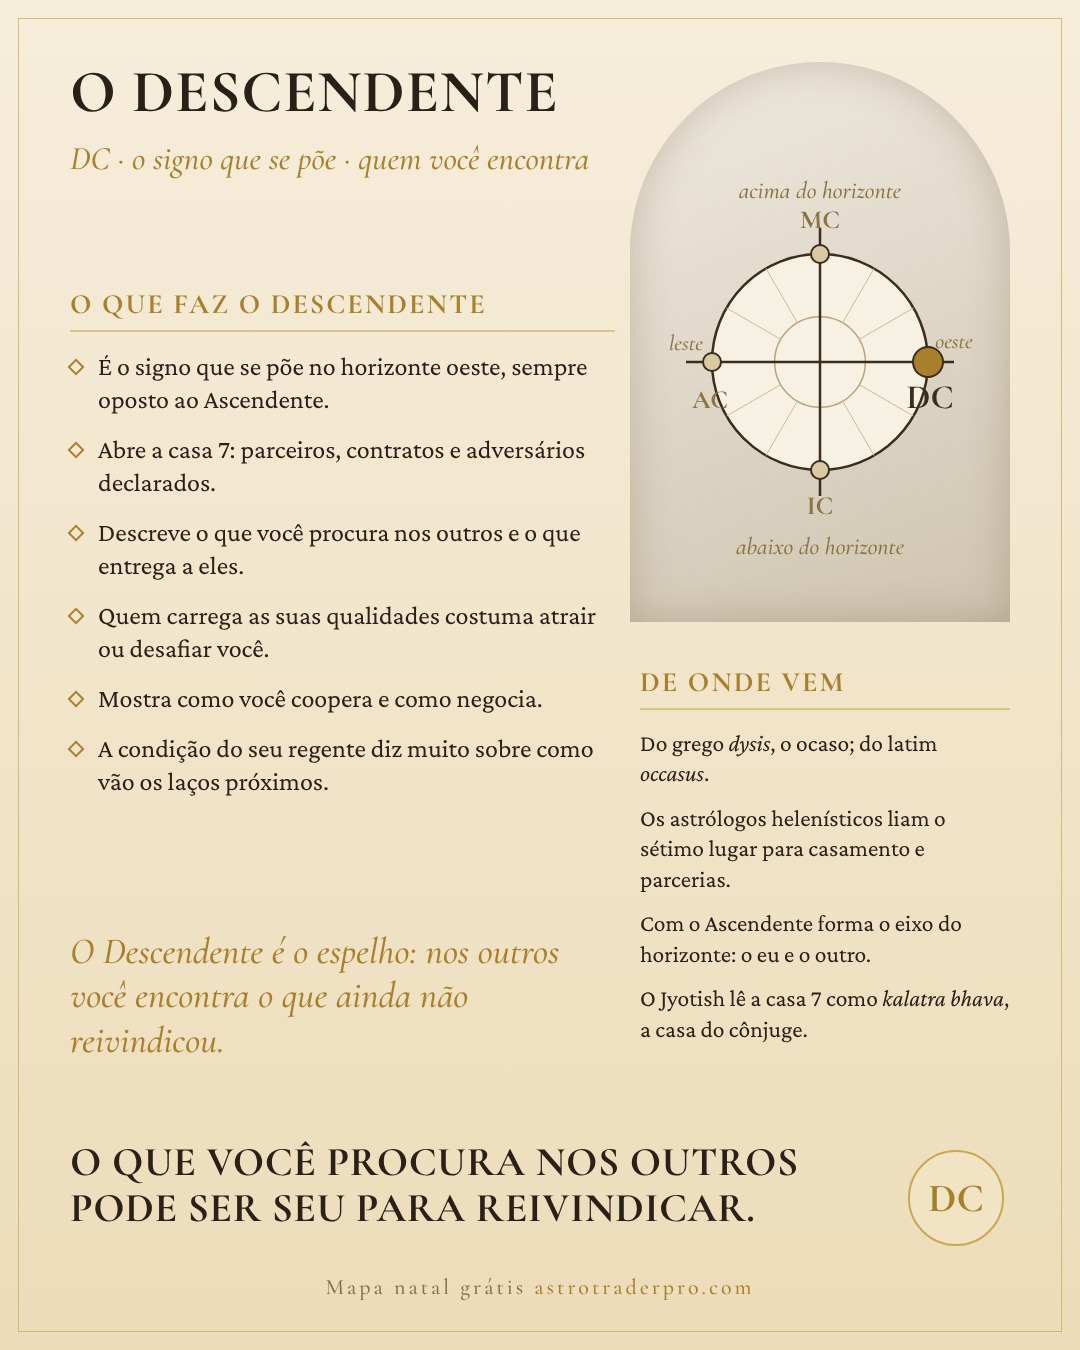 O DESCENDENTE
DC · o signo que se põe · quem você encontra
acima do horizonte
MC
leste
oeste
AC
DC
IC
abaixo do horizonte
O QUE FAZ O DESCENDENTE
É o signo que se põe no horizonte oeste, sempre
oposto ao Ascendente.
Abre a casa 7: parceiros, contratos e adversários
declarados.
Descreve o que você procura nos outros e o que
entrega a eles.
Quem carrega as suas qualidades costuma atrair
ou desafiar você.
Mostra como você coopera e como negocia.
A condição do seu regente diz muito sobre como
vão os laços próximos.
O Descendente é o espelho: nos outros
você encontra o que ainda não
reivindicou.
DE ONDE VEM
Do grego dysis, o ocaso; do latim
occasus.
Os astrólogos helenísticos liam o
sétimo lugar para casamento e
parcerias.
Com o Ascendente forma o eixo do
horizonte: o eu e o outro.
O Jyotish lê a casa 7 como kalatra bhava,
a casa do cônjuge.
O QUE VOCÊ PROCURA NOS OUTROS
PODE SER SEU PARA REIVINDICAR.
DC
Mapa natal grátis astrotraderpro.com